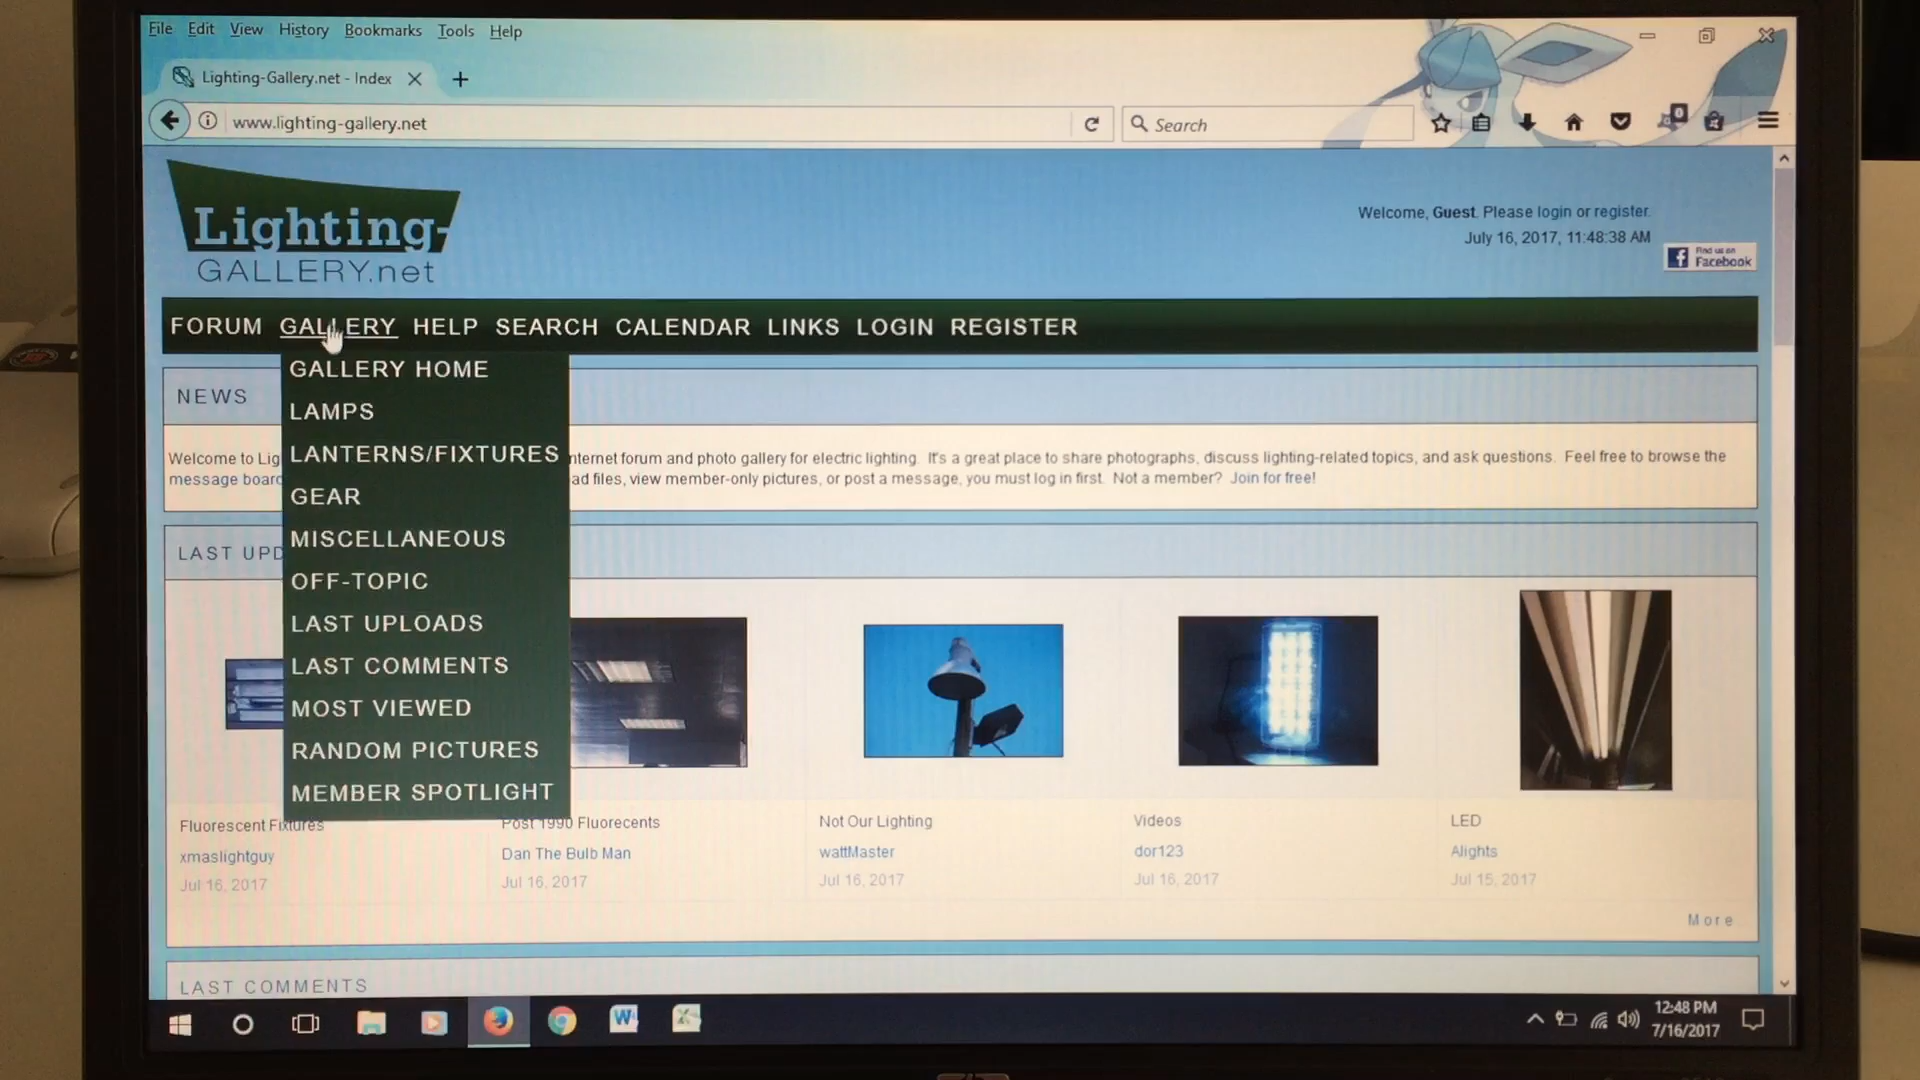 File Edit View History Bookmarks Tools Help
Lighting-Gallery.net - Index
www.lighting-gallery.net
Search
0
Lighting-
GALLERY.net
Welcome, Guest. Please login or register.
July 16, 2017, 11:48:38 AM
Find us on
Facebook
FORUM GALLERY HELP SEARCH CALENDAR LINKS LOGIN REGISTER
GALLERY HOME
LAMPS
LANTERNS/FIXTURES
GEAR
MISCELLANEOUS
OFF-TOPIC
LAST UPLOADS
LAST COMMENTS
MOST VIEWED
RANDOM PICTURES
MEMBER SPOTLIGHT
NEWS
Welcome to Lig nternet forum and photo gallery for electric lighting. It's a great place to share photographs, discuss lighting-related topics, and ask questions. Feel free to browse the
message boar ad files, view member-only pictures, or post a message, you must log in first. Not a member? Join for free!
LAST UPD
Fluorescent Fixtures
xmaslightguy
Jul 16, 2017
Post 1990 Fluorecents
Dan The Bulb Man
Jul 16, 2017
Not Our Lighting
wattMaster
Jul 16, 2017
Videos
dor123
Jul 16, 2017
LED
Alights
Jul 15, 2017
More
LAST COMMENTS
12:48 PM
7/16/2017